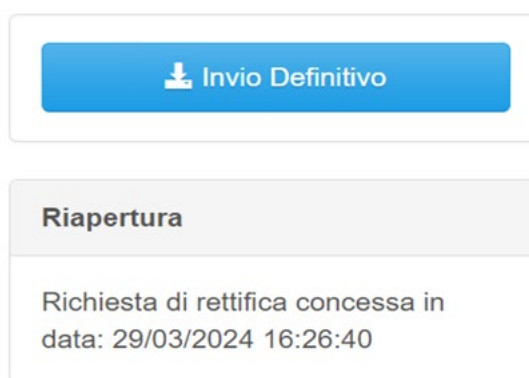 Invio Definitivo
Riapertura
Richiesta di rettifica concessa in
data: 29/03/2024 16:26:40